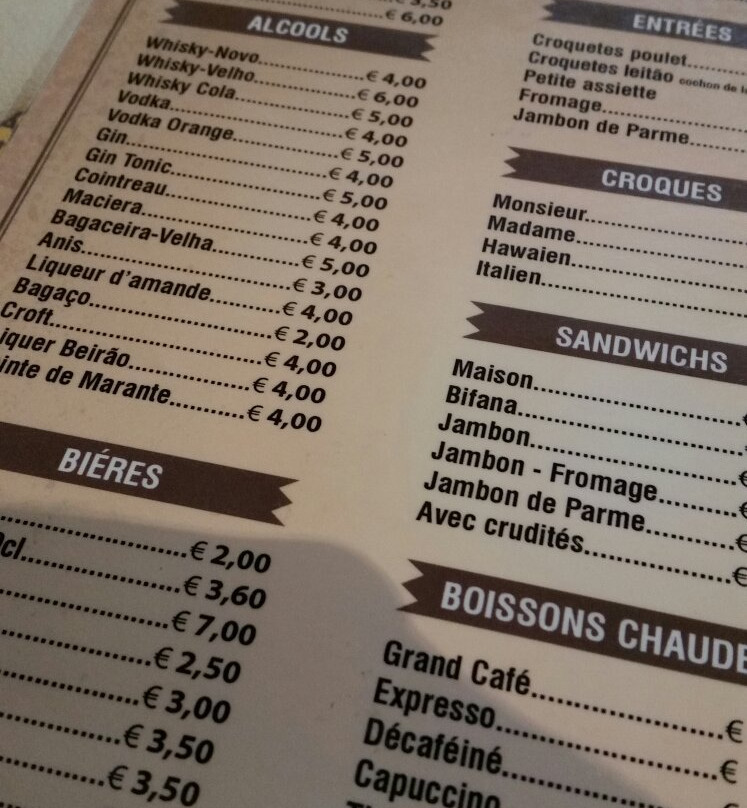 € 3,50
€ 6,00
ALCOOLS
Whisky-Novo..................€ 4,00
Whisky-Velho.................€ 6,00
Whisky Cola..................€ 5,00
Vodka..........................€ 4,00
Vodka Orange................€ 5,00
Gin..............................€ 4,00
Gin Tonic......................€ 5,00
Cointreau.....................€ 4,00
Maciera........................€ 4,00
Bagaceira-Velha.............€ 5,00
Anis.............................€ 3,00
Liqueur d'amande..........€ 4,00
Bagaço.........................€ 2,00
Croft............................€ 4,00
iquer Beirão.................€ 4,00
inte de Marante..........€ 4,00
BIÉRES
€ 2,00
cl......................€ 3,60
€ 7,00
€ 2,50
€ 3,00
€ 3,50
€ 3,50
ENTRÉES
Croquetes poulet......
Croquetes leitão cochon de
Petite assiette
Fromage....................
Jambon de Parme.......
CROQUES
Monsieur....................
Madame......................
Hawaien......................
Italien..........................
SANDWICHS
Maison........................€
Bifana.........................
Jambon.......................€
Jambon - Fromage........€
Jambon de Parme.........€
Avec crudités...............€
BOISSONS CHAUDE
Grand Café...................€
Expresso......................€
Décaféiné....................
Capuccino